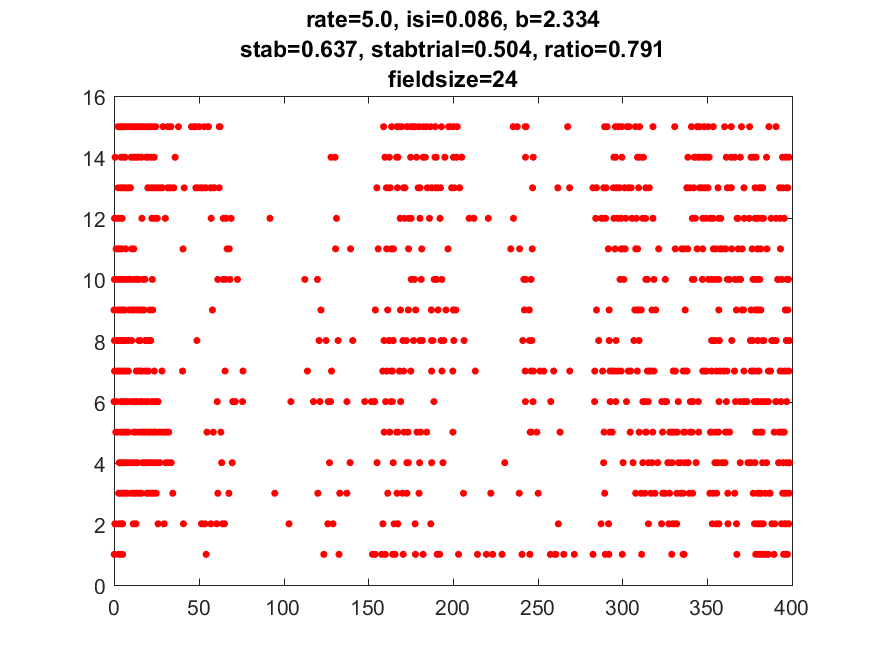 rate=5.0, isi=0.086, b=2.334
stab=0.637, stabtrial=0.504, ratio=0.791
fieldsize=24
16
14
12
10
8
6
4
2
0
0 50 100 150 200 250 300 350 400